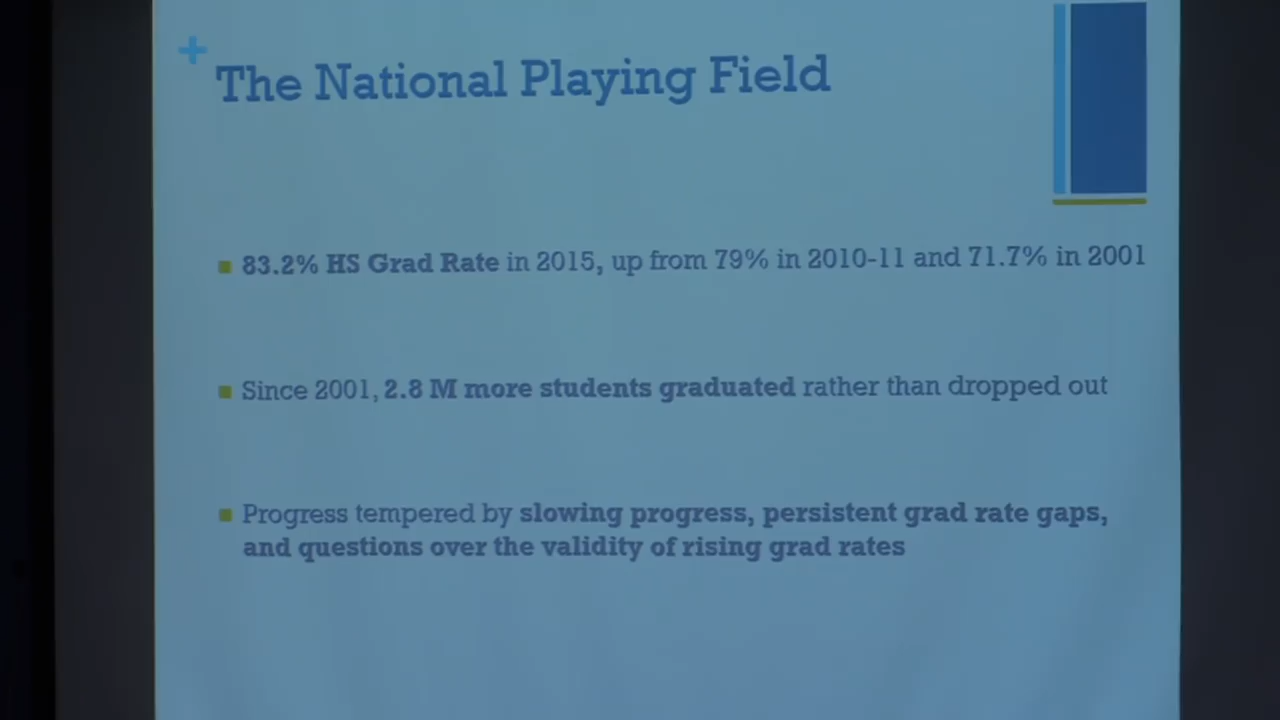 +
The National Playing Field
83.2% HS Grad Rate in 2015, up from 79% in 2010-11 and 71.7% in 2001
Since 2001, 2.8 M more students graduated rather than dropped out
Progress tempered by slowing progress, persistent grad rate gaps,
and questions over the validity of rising grad rates